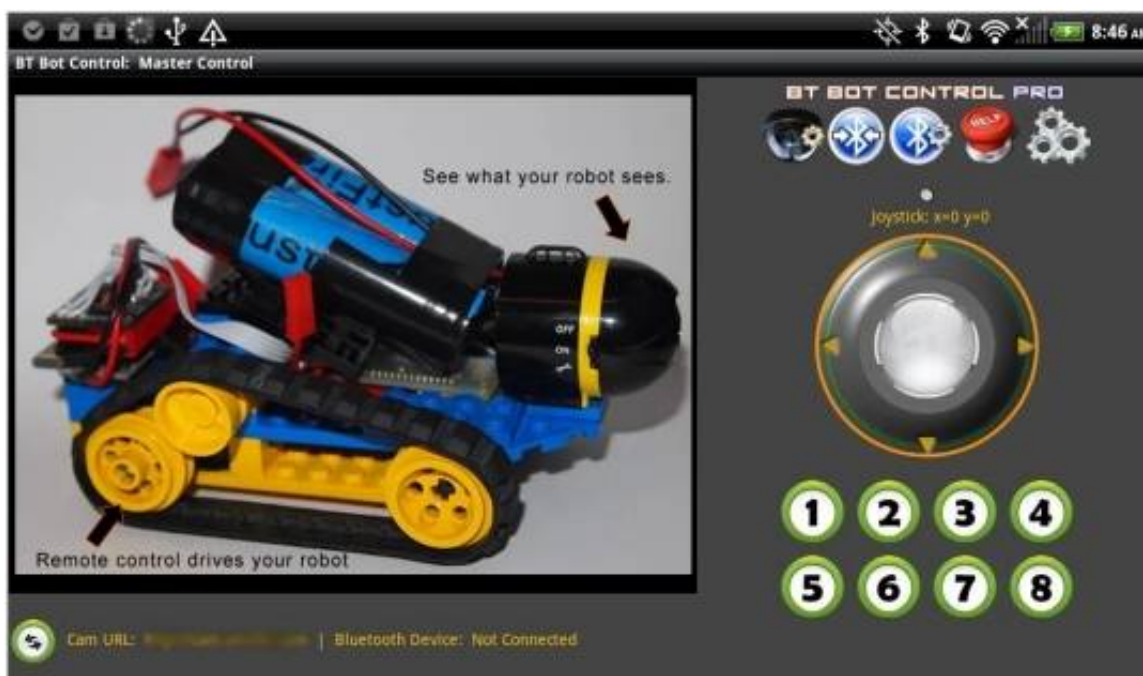 8:46 AM
BT Bot Control: Master Control
BT BOT CONTROL PRO
HELP
See what your robot sees.
Joystick: x=0 y=0
OFF
ON
Remote control drives your robot
1 2 3 4
5 6 7 8
Cam URL: | Bluetooth Device: Not Connected